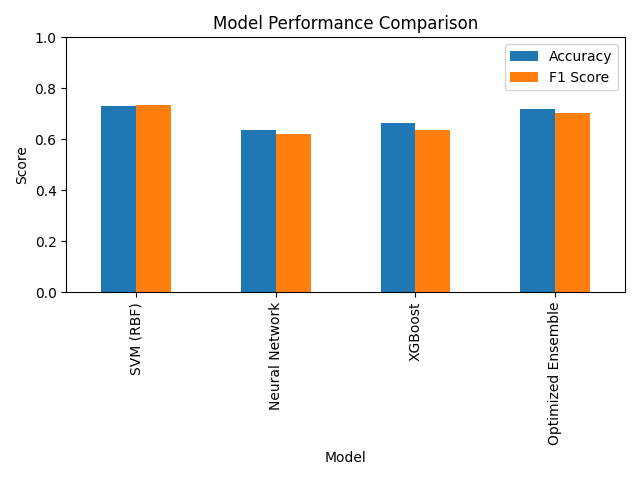 Model Performance Comparison
Accuracy
F1 Score
Score
1.0
0.8
0.6
0.4
0.2
0.0
SVM (RBF)
Neural Network
XGBoost
Optimized Ensemble
Model